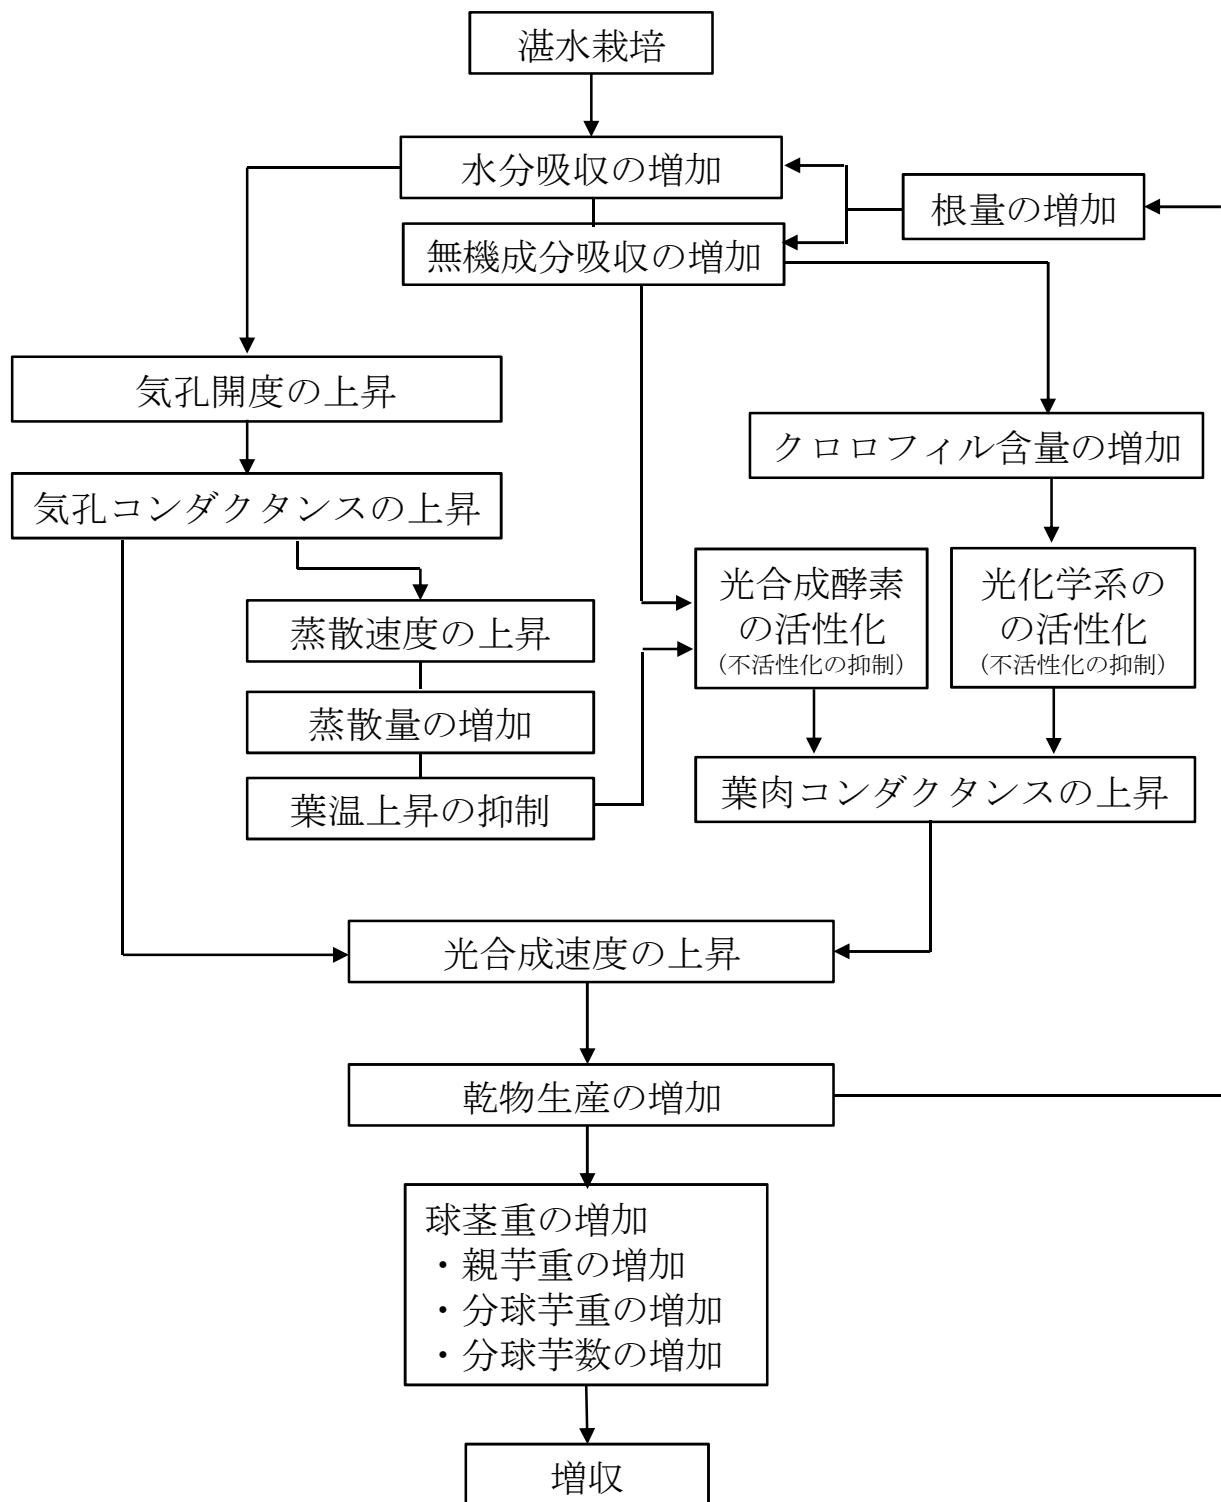 湛水栽培
水分吸収の増加
根量の増加
無機成分吸収の増加
気孔開度の上昇
クロロフィル含量の増加
気孔コンダクタンスの上昇
光合成酵素
の活性化
(不活性化の抑制)
光化学系の
の活性化
(不活性化の抑制)
蒸散速度の上昇
蒸散量の増加
葉温上昇の抑制
葉肉コンダクタンスの上昇
光合成速度の上昇
乾物生産の増加
球茎重の増加
・親芋重の増加
・分球芋重の増加
・分球芋数の増加
増収